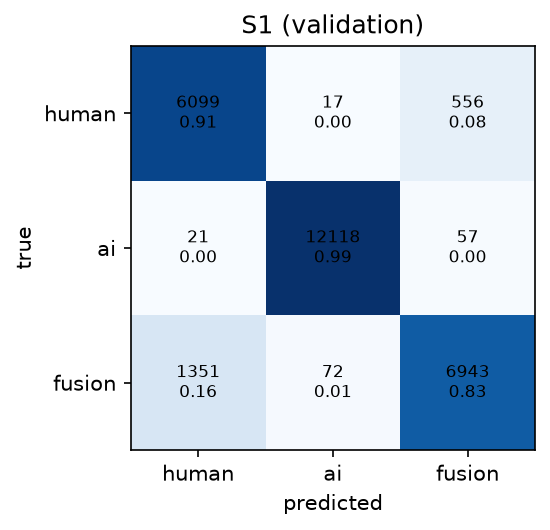 S1 (validation)
true
human
6099 17 556
0.91 0.00 0.08
ai
21 12118 57
0.00 0.99 0.00
fusion
1351 72 6943
0.16 0.01 0.83
human ai fusion
predicted